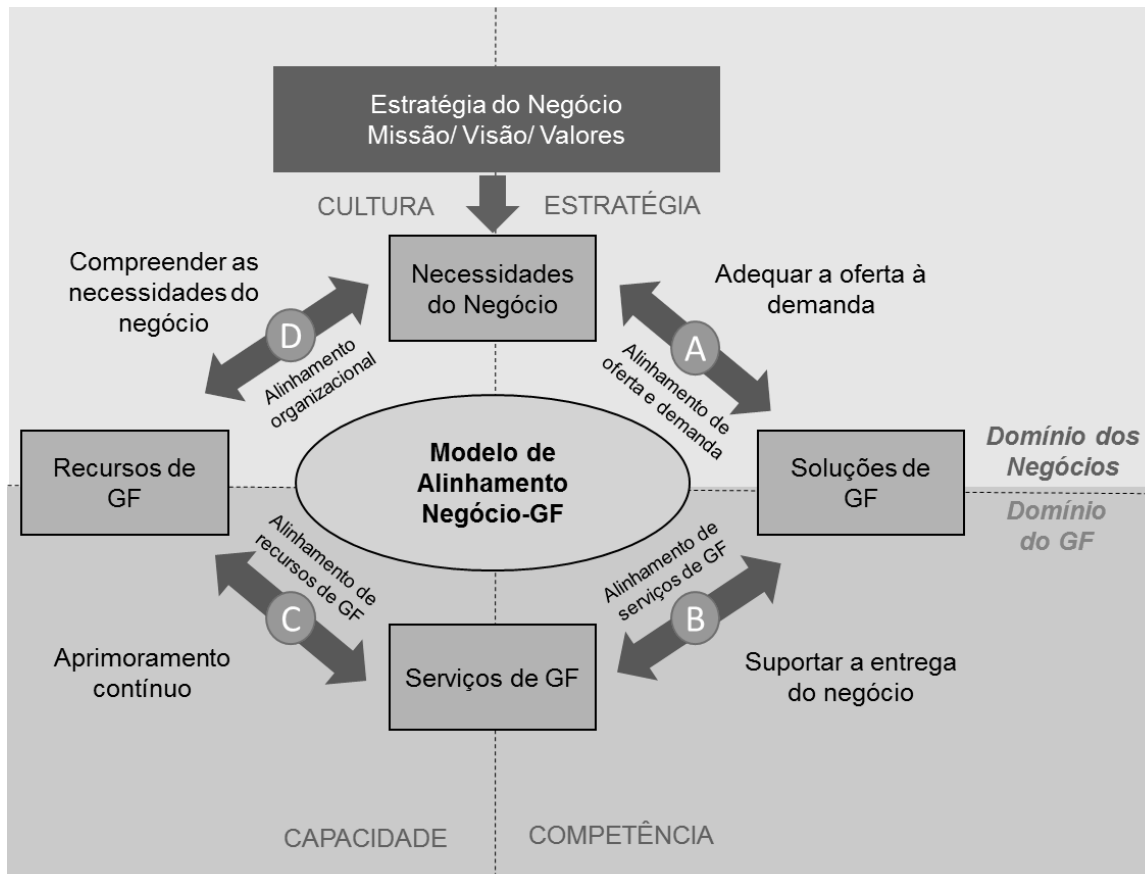 Estratégia do Negócio
Missão/ Visão/ Valores
CULTURA
ESTRATÉGIA
Compreender as
necessidades do
negócio
Necessidades
do Negócio
Adequar a oferta à
demanda
D
Alinhamento
organizacional
A
Alinhamento de
oferta e demanda
Recursos de
GF
Modelo de
Alinhamento
Negócio-GF
Soluções de
GF
Domínio dos
Negócios
Domínio
do GF
Alinhamento de
recursos de GF
C
Alinhamento de
serviços de GF
B
Aprimoramento
contínuo
Serviços de GF
Suportar a entrega
do negócio
CAPACIDADE
COMPETÊNCIA